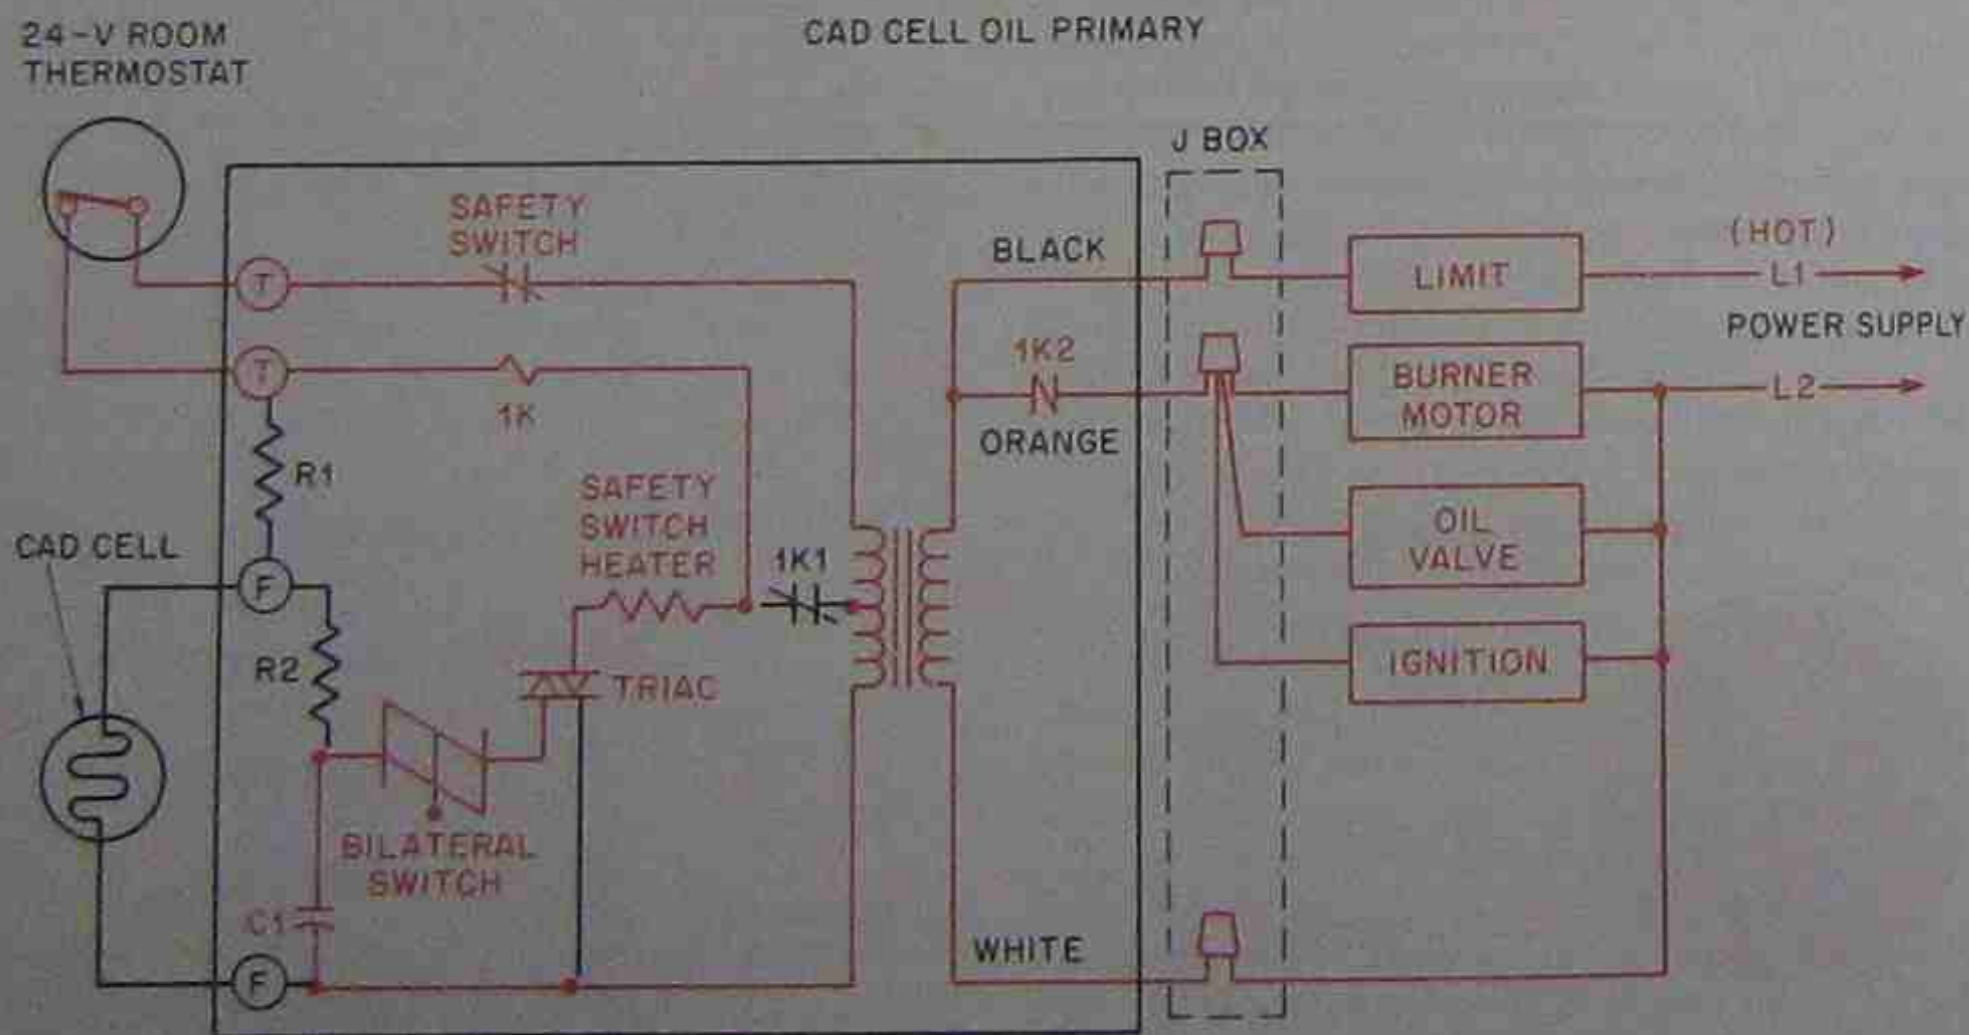 24-V ROOM
THERMOSTAT
CAD CELL OIL PRIMARY
J BOX
SAFETY
SWITCH
BLACK
(HOT)
T
LIMIT
L1
POWER SUPPLY
T
1K
1K2
ORANGE
BURNER
MOTOR
L2
R1
SAFETY
SWITCH
HEATER
1K1
OIL
VALVE
CAD CELL
F
R2
TRIAC
IGNITION
BILATERAL
SWITCH
C1
F
WHITE